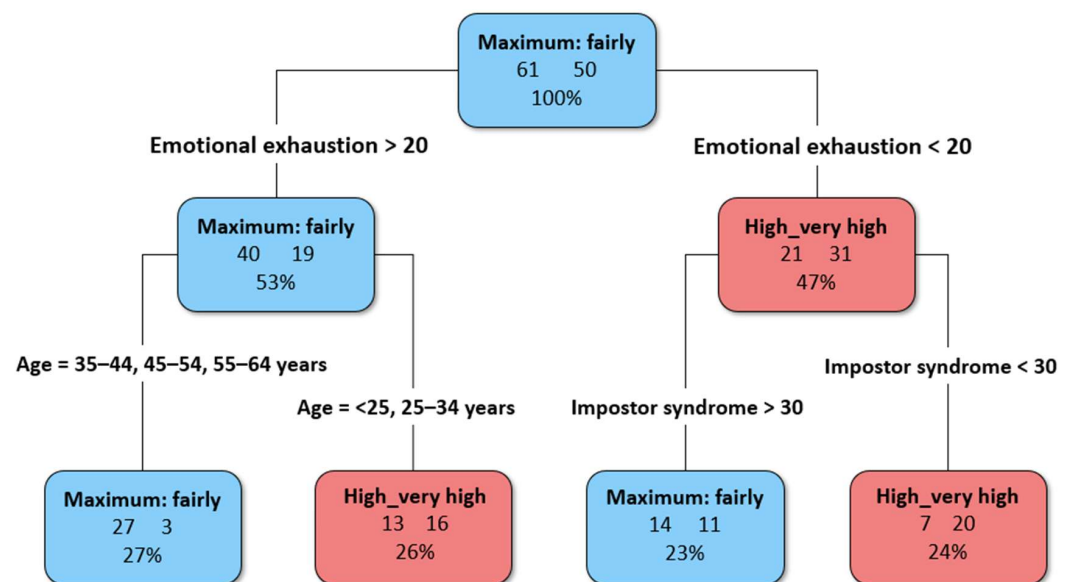 Maximum: fairly
61 50
100%
Emotional exhaustion > 20
Emotional exhaustion < 20
Maximum: fairly
40 19
53%
High_very high
21 31
47%
Age = 35–44, 45–54, 55–64 years
Impostor syndrome < 30
Age = <25, 25–34 years
Impostor syndrome > 30
Maximum: fairly
27 3
27%
High_very high
13 16
26%
Maximum: fairly
14 11
23%
High_very high
7 20
24%